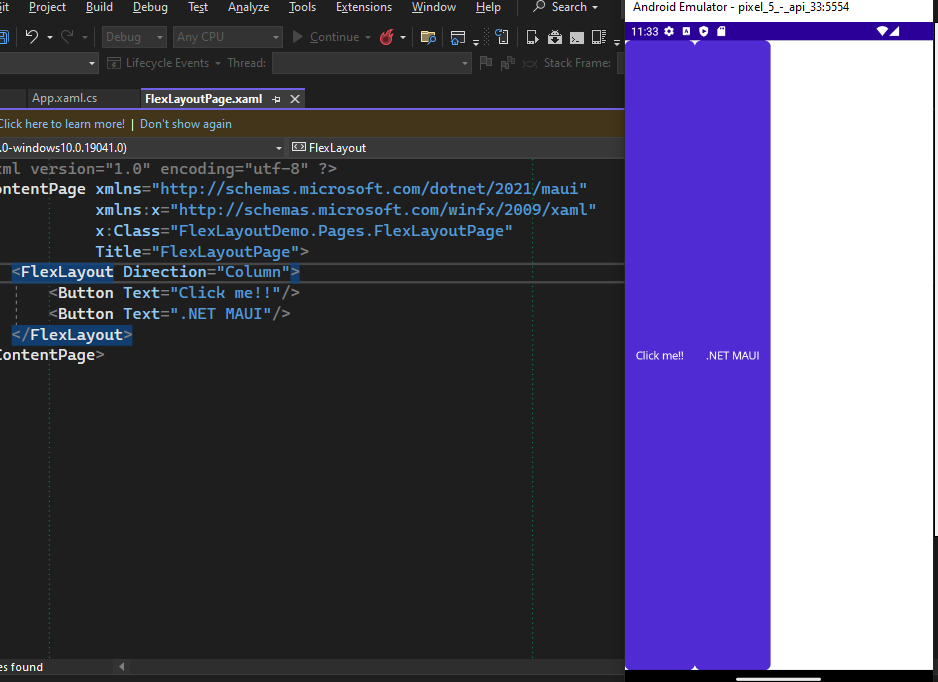 it Project Build Debug Test Analyze Tools Extensions Window Help Search
Android Emulator - pixel_5_-_api_33:5554
11:33
Debug Any CPU Continue
Lifecycle Events Thread: Stack Frame:
App.xaml.cs FlexLayoutPage.xaml
Click here to learn more! | Don't show again
.0-windows10.0.19041.0) FlexLayout
xml version="1.0" encoding="utf-8" ?>
ontentPage xmlns="http://schemas.microsoft.com/dotnet/2021/maui"
xmlns:x="http://schemas.microsoft.com/winfx/2009/xaml"
x:Class="FlexLayoutDemo.Pages.FlexLayoutPage"
Title="FlexLayoutPage">
<FlexLayout Direction="Column">
<Button Text="Click me!!"/>
<Button Text=".NET MAUI"/>
</FlexLayout>
ContentPage>
Click me!! .NET MAUI
es found